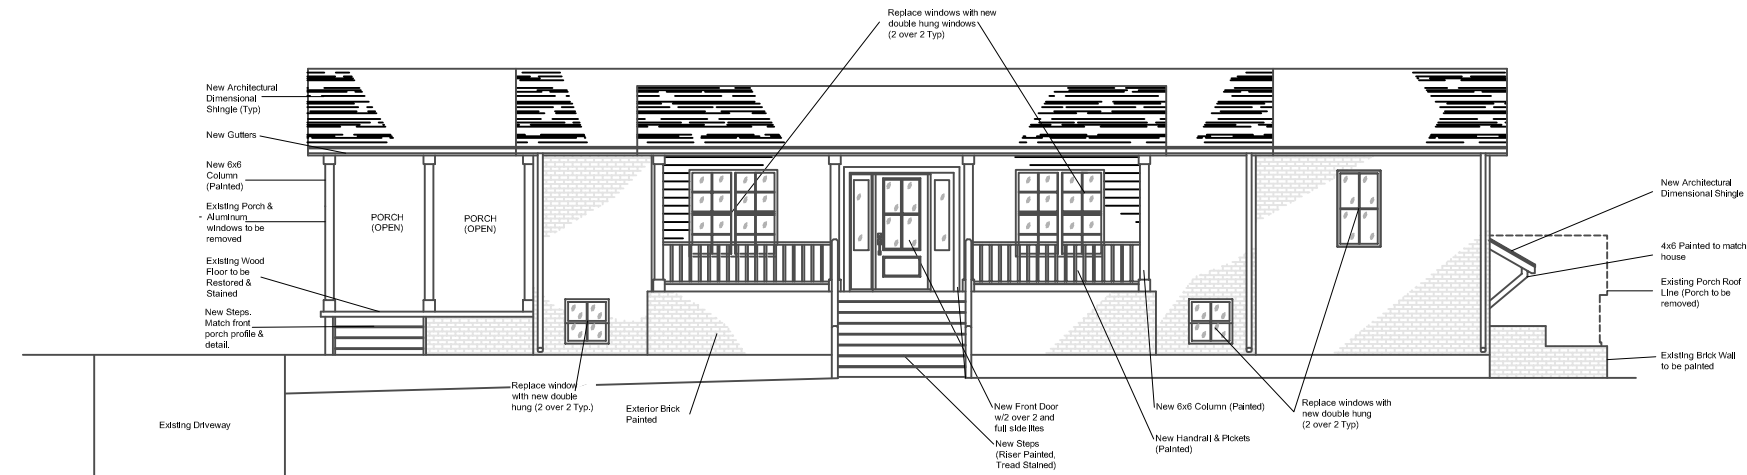 Replace windows with new
double hung windows
(2 over 2 Typ)
New Architectural
Dimensional
Shingle (Typ)
New Gutters
New 6x6
Column
(Painted)
Existing Porch &
- Aluminum
windows to be
removed
Existing Wood
Floor to be
Restored &
Stained
New Steps.
Match front
porch profile &
detail.
PORCH
(OPEN)
PORCH
(OPEN)
New Architectural
Dimensional Shingle
4x6 Painted to match
house
Existing Porch Roof
Line (Porch to be
removed)
Existing Brick Wall
to be painted
Replace window
with new double
hung (2 over 2 Typ.)
Exterior Brick
Painted
New Front Door
w/2 over 2 and
full side lites
New Steps
(Riser Painted,
Tread Stained)
New 6x6 Column (Painted)
New Handrail & Pickets
(Painted)
Replace windows with
new double hung
(2 over 2 Typ)
Existing Driveway